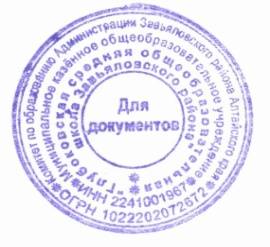 Комитет по образованию Администрации Завьяловского района Алтайского края
Муниципальное казённое общеобразовательное учреждение
"Глубоковская средняя общеобразовательная
школа Завьяловского района"
ИНН 2241001967
ОГРН 1022202072672
Для
документов